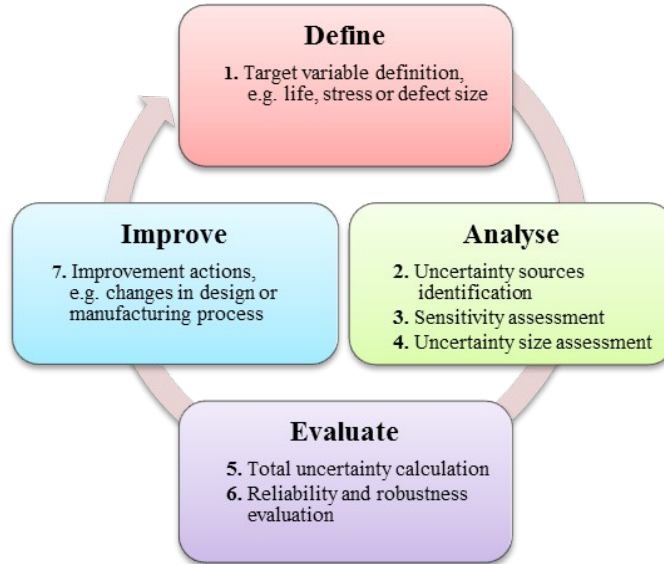 Define
1. Target variable definition,
e.g. life, stress or defect size
Analyse
2. Uncertainty sources
identification
3. Sensitivity assessment
4. Uncertainty size assessment
Evaluate
5. Total uncertainty calculation
6. Reliability and robustness
evaluation
Improve
7. Improvement actions,
e.g. changes in design or
manufacturing process